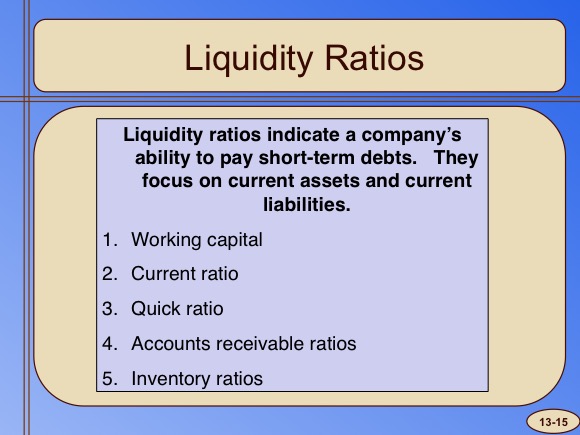 Liquidity Ratios
Liquidity ratios indicate a company's
ability to pay short-term debts.   They
focus on current assets and current
liabilities.
1. Working capital
2. Current ratio
3. Quick ratio
4. Accounts receivable ratios
5. Inventory ratios
13-15